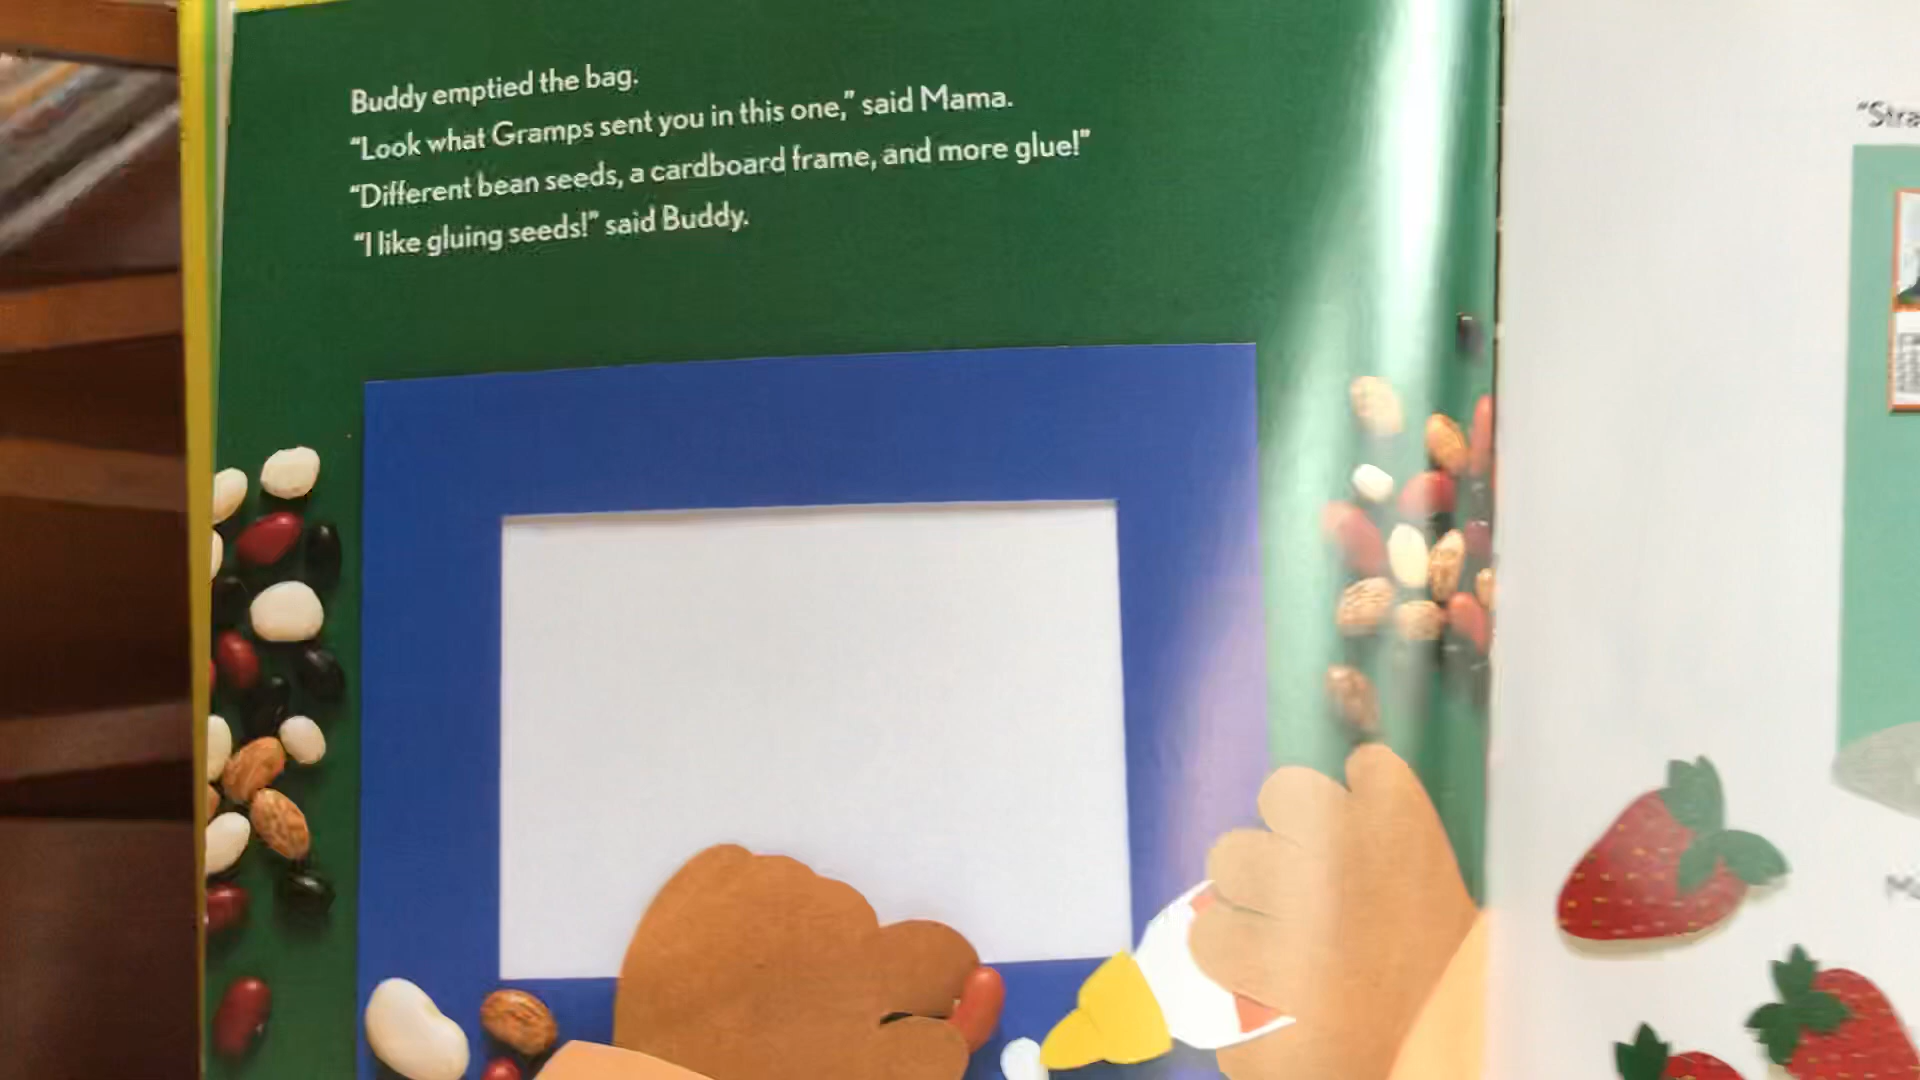 Buddy emptied the bag.
“Look what Gramps sent you in this one,” said Mama.
“Different bean seeds, a cardboard frame, and more glue!”
“I like gluing seeds!” said Buddy.